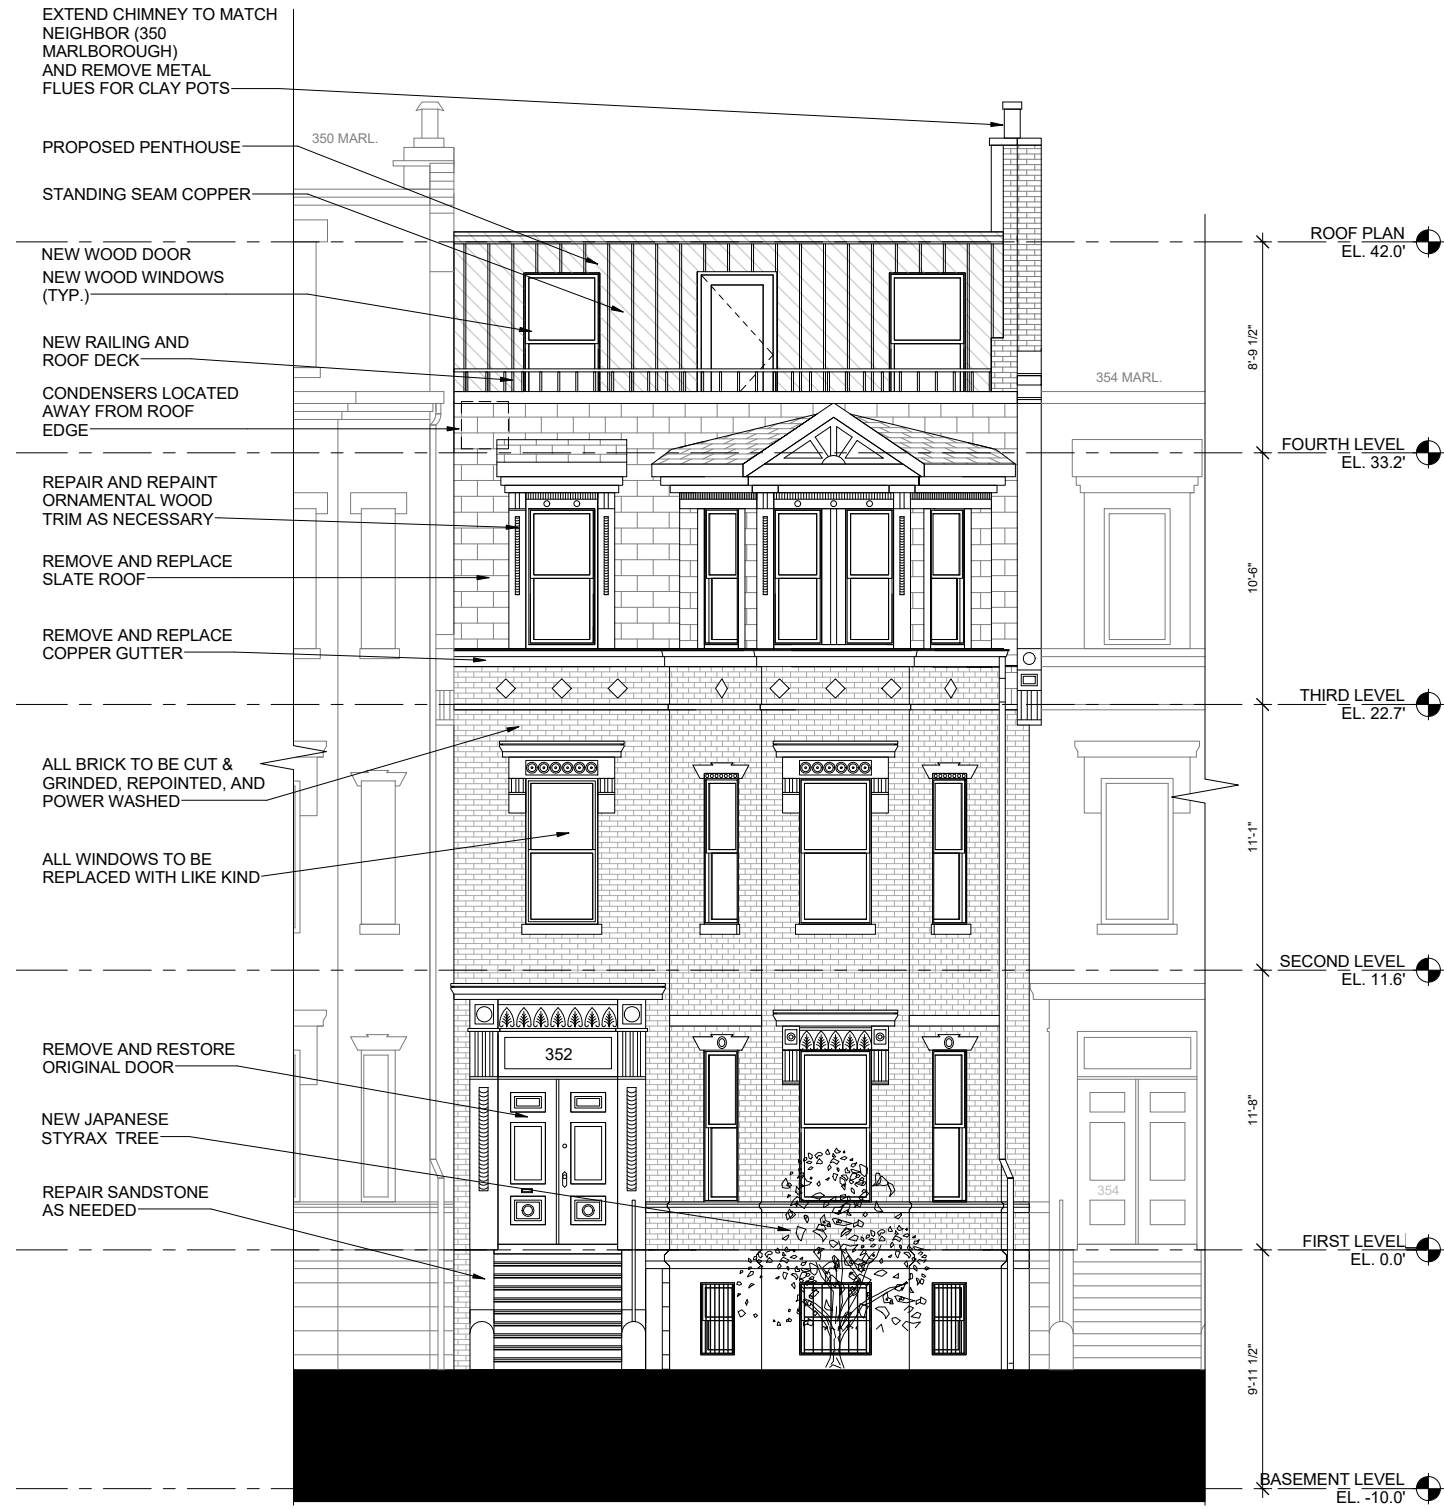 EXTEND CHIMNEY TO MATCH
NEIGHBOR (350
MARLBOROUGH)
AND REMOVE METAL
FLUES FOR CLAY POTS
350 MARL.
PROPOSED PENTHOUSE
STANDING SEAM COPPER
NEW WOOD DOOR
NEW WOOD WINDOWS
(TYP.)
NEW RAILING AND
ROOF DECK
CONDENSERS LOCATED
AWAY FROM ROOF
EDGE
REPAIR AND REPAINT
ORNAMENTAL WOOD
TRIM AS NECESSARY
REMOVE AND REPLACE
SLATE ROOF
REMOVE AND REPLACE
COPPER GUTTER
ALL BRICK TO BE CUT &
GRINDED, REPOINTED, AND
POWER WASHED
ALL WINDOWS TO BE
REPLACED WITH LIKE KIND
REMOVE AND RESTORE
ORIGINAL DOOR
NEW JAPANESE
STYRAX TREE
REPAIR SANDSTONE
AS NEEDED
352
354 MARL.
354
ROOF PLAN
EL. 42.0'
8'-9 1/2"
FOURTH LEVEL
EL. 33.2'
10'-6"
THIRD LEVEL
EL. 22.7'
11'-1"
SECOND LEVEL
EL. 11.6'
11'-8"
FIRST LEVEL
EL. 0.0'
9'-11 1/2"
BASEMENT LEVEL
EL. -10.0'